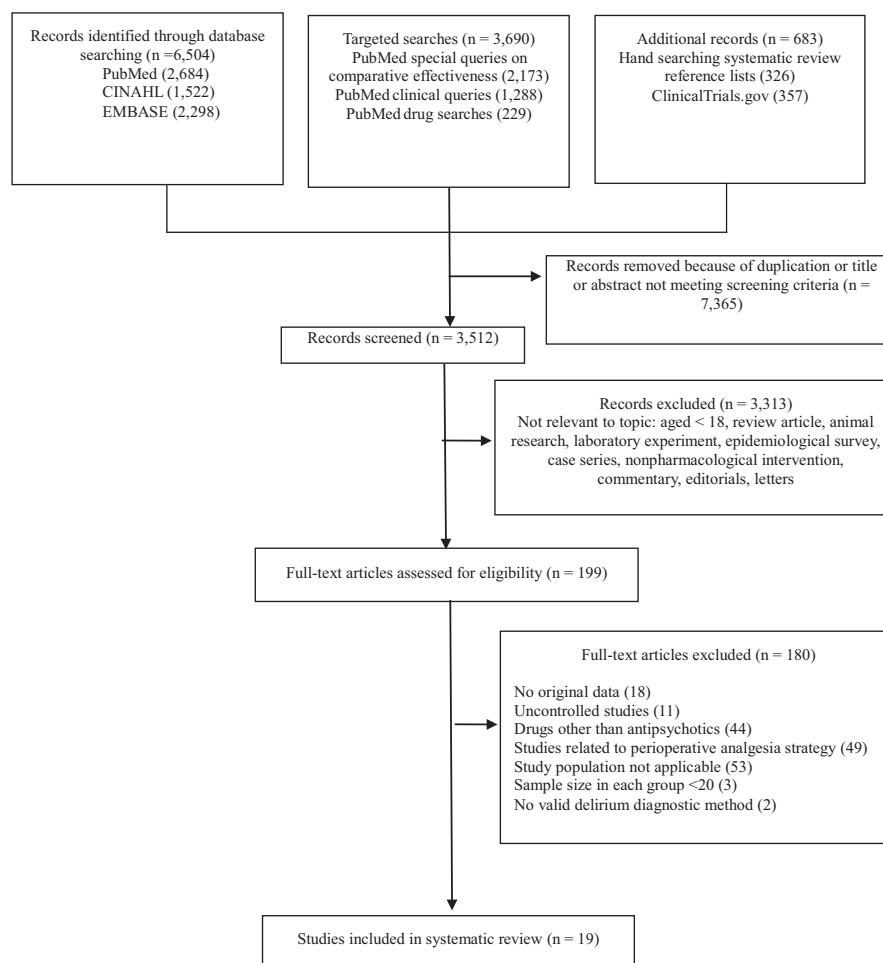 Records identified through database
searching (n =6,504)
PubMed (2,684)
CINAHL (1,522)
EMBASE (2,298)
Targeted searches (n = 3,690)
PubMed special queries on
comparative effectiveness (2,173)
PubMed clinical queries (1,288)
PubMed drug searches (229)
Additional records (n = 683)
Hand searching systematic review
reference lists (326)
ClinicalTrials.gov (357)
Records removed because of duplication or title
or abstract not meeting screening criteria (n =
7,365)
Records screened (n = 3,512)
Records excluded (n = 3,313)
Not relevant to topic: aged < 18, review article, animal
research, laboratory experiment, epidemiological survey,
case series, nonpharmacological intervention,
commentary, editorials, letters
Full-text articles assessed for eligibility (n = 199)
Full-text articles excluded (n = 180)
No original data (18)
Uncontrolled studies (11)
Drugs other than antipsychotics (44)
Studies related to perioperative analgesia strategy (49)
Study population not applicable (53)
Sample size in each group <20 (3)
No valid delirium diagnostic method (2)
Studies included in systematic review (n = 19)